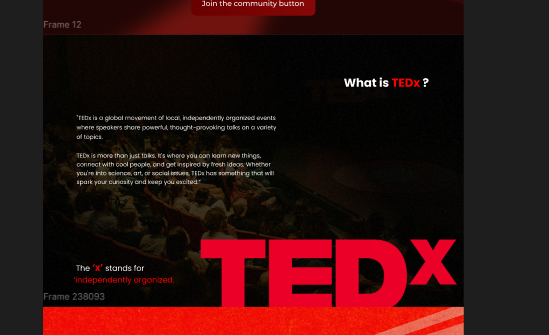 Join the community button
Frame 12
What is TEDx ?
"TEDx is a global movement of local, independently organized events
where speakers share powerful, thought-provoking talks on a variety
of topics.
TEDx is more than just talks. It's where you can learn new things,
connect with cool people, and get inspired by fresh ideas. Whether
you're into science, art, or social issues, TEDx has something that will
spark your curiosity and keep you excited."
The 'X' stands for
'independently organized.
TEDx
Frame 238093